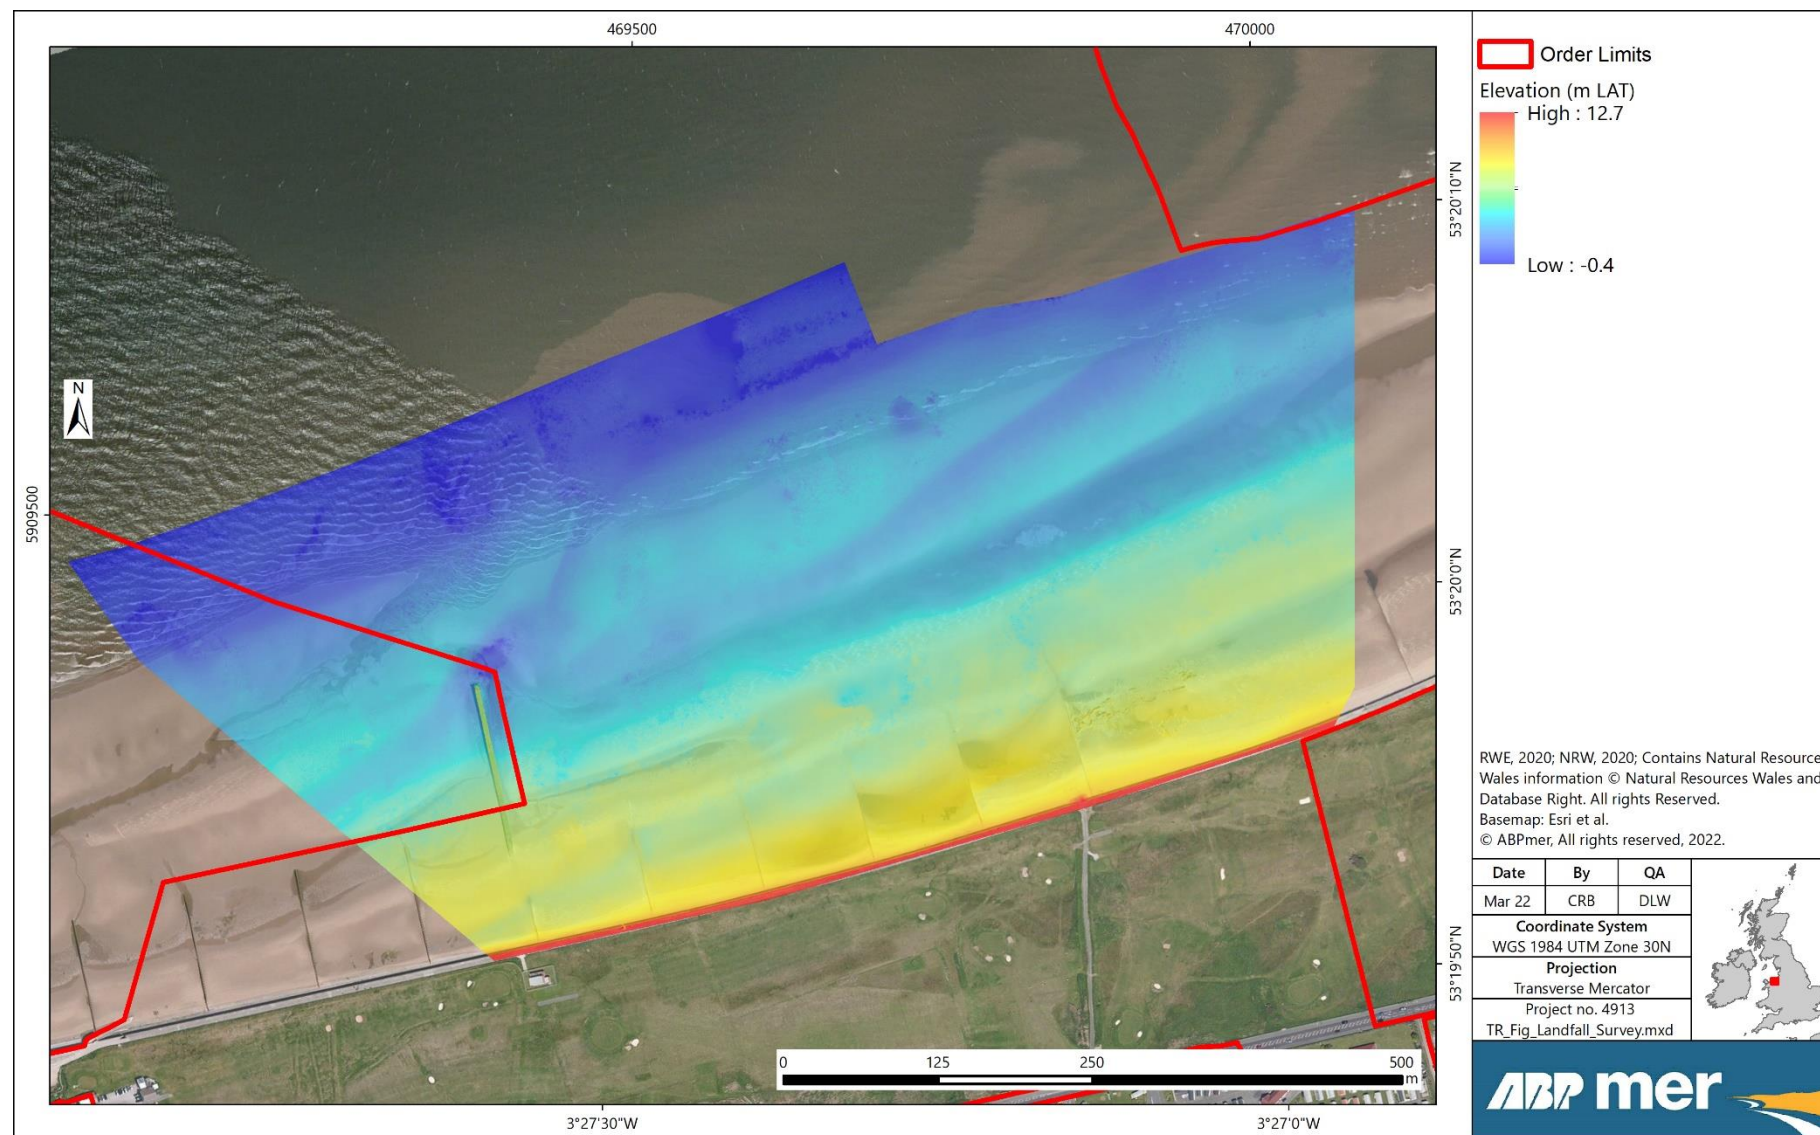 469500
470000
Order Limits
Elevation (m LAT)
High : 12.7
Low : -0.4
53°20'10"N
N
5909500
53°20'0"N
53°19'50"N
RWE, 2020; NRW, 2020; Contains Natural Resource
Wales information © Natural Resources Wales and
Database Right. All rights Reserved.
Basemap: Esri et al.
© ABPmer, All rights reserved, 2022.
Date By QA
Mar 22 CRB DLW
Coordinate System
WGS 1984 UTM Zone 30N
Projection
Transverse Mercator
Project no. 4913
TR_Fig_Landfall_Survey.mxd
0 125 250 500
m
3°27'30"W
3°27'0"W
ABPmer